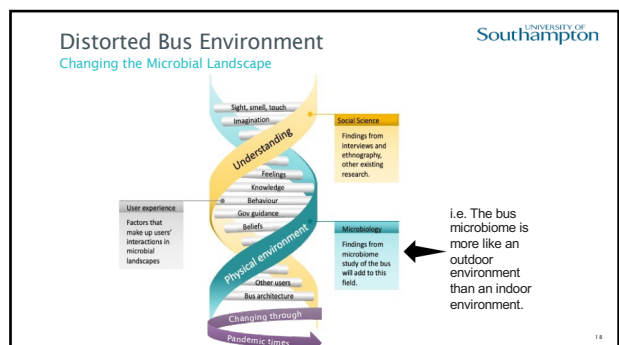 Distorted Bus Environment
Changing the Microbial Landscape
UNIVERSITY OF
Southampton
Sight, smell, touch
Imagination
Understanding
Feelings
Knowledge
Behaviour
Gov guidance
Beliefs
Physical environment
Other users
Bus architecture
Changing through
Pandemic times
User experience
Factors that
make up users'
interactions in
microbial
landscapes
Social Science
Findings from
interviews and
ethnography,
other existing
research.
Microbiology
Findings from
microbiome
study of the bus
will add to this
field.
i.e. The bus
microbiome is
more like an
outdoor
environment
than an indoor
environment.
18